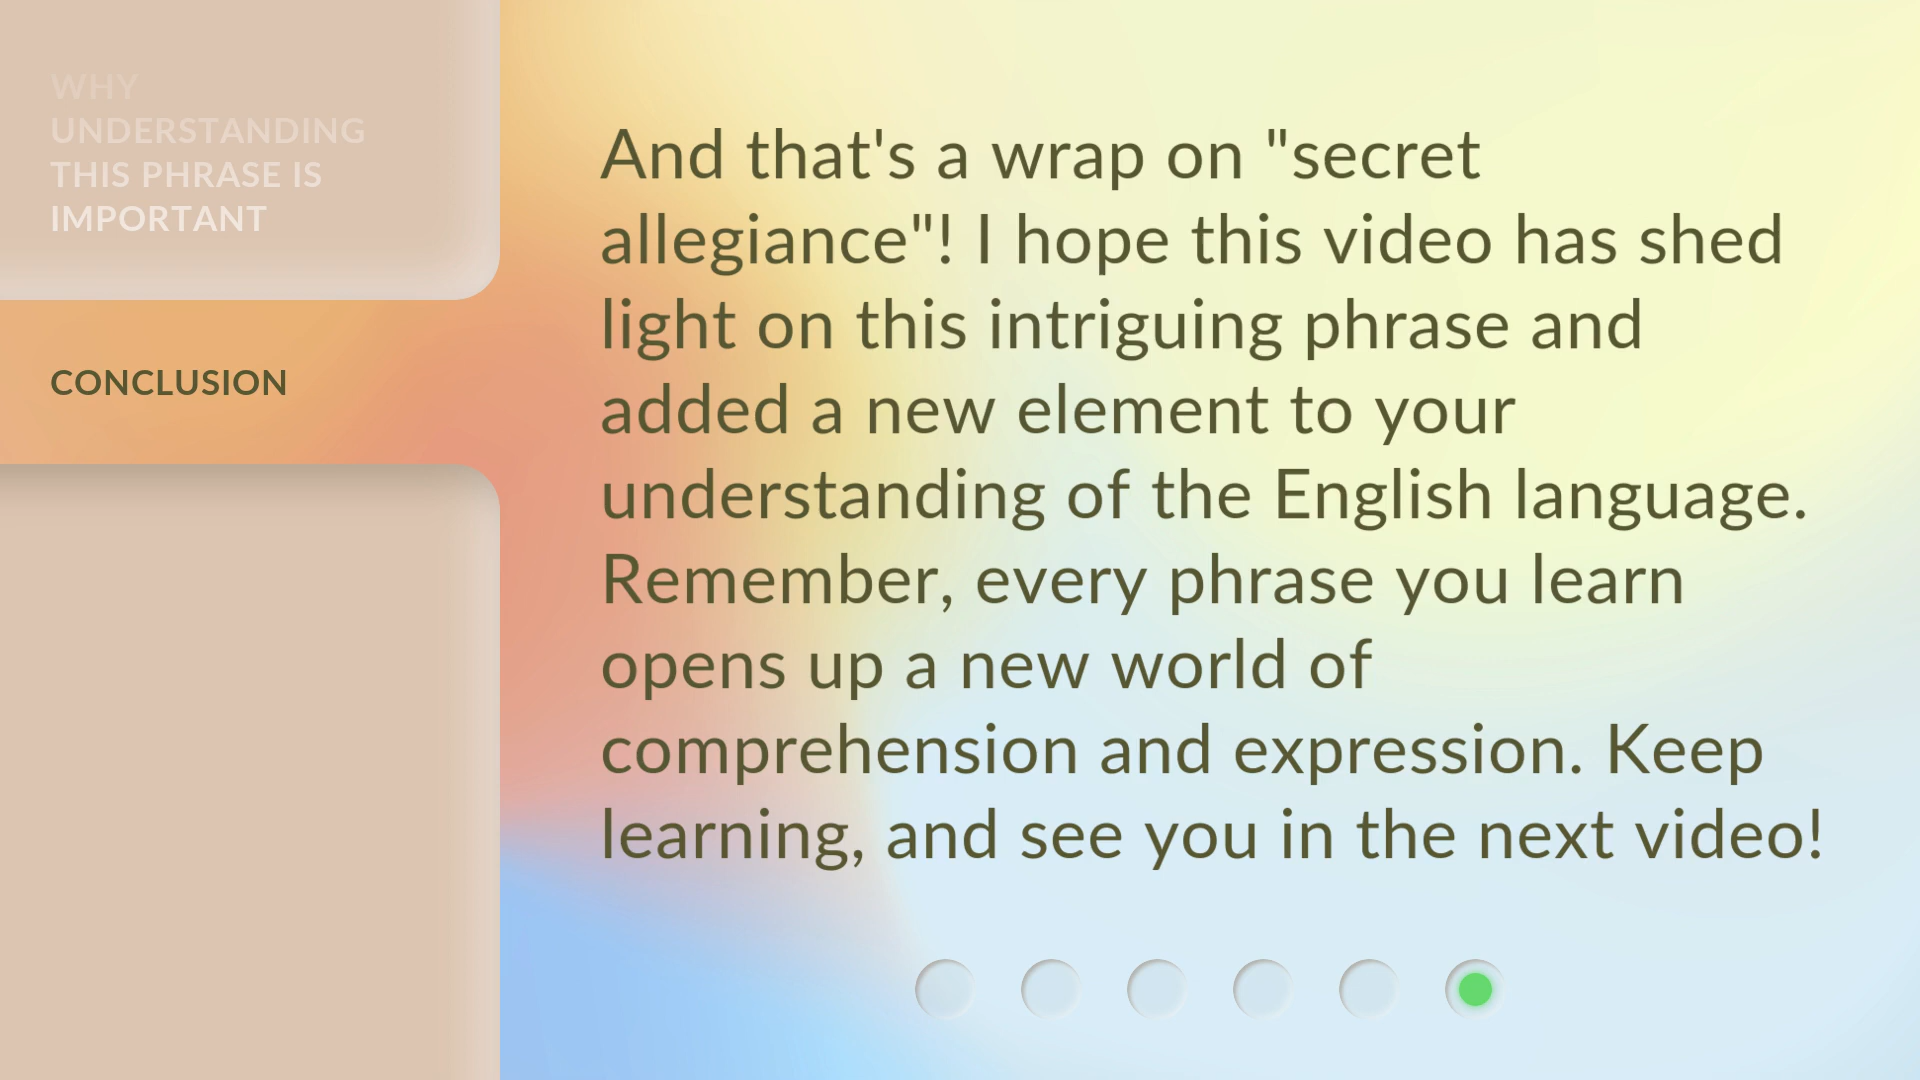 WHY
UNDERSTANDING
THIS PHRASE IS
IMPORTANT
CONCLUSION
And that's a wrap on "secret
allegiance"! I hope this video has shed
light on this intriguing phrase and
added a new element to your
understanding of the English language.
Remember, every phrase you learn
opens up a new world of
comprehension and expression. Keep
learning, and see you in the next video!